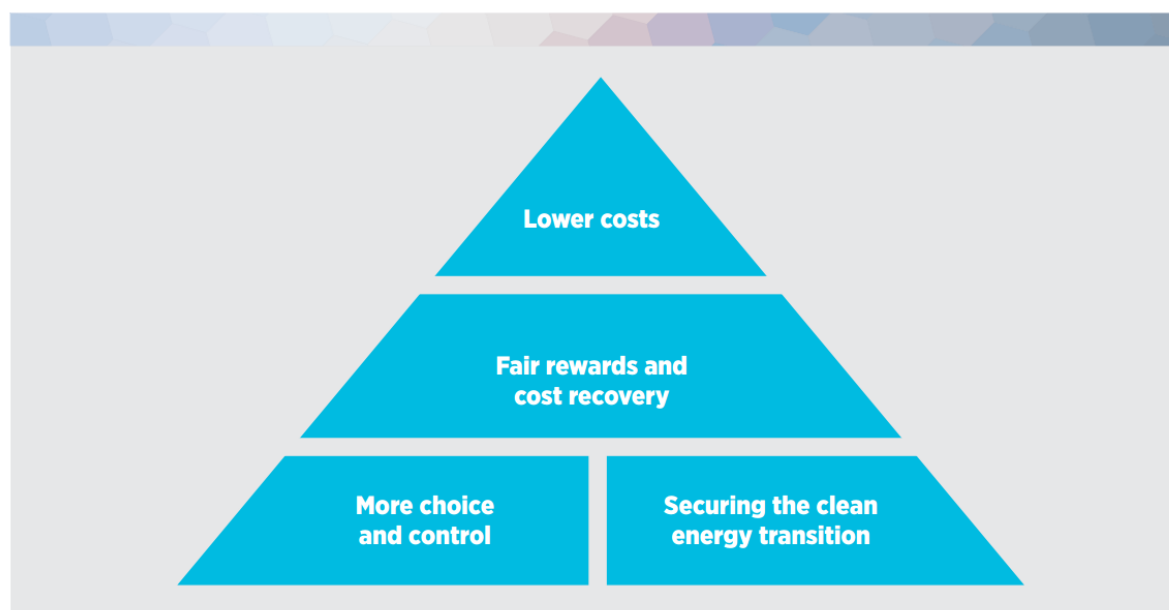 Lower costs
Fair rewards and
cost recovery
More choice
and control
Securing the clean
energy transition